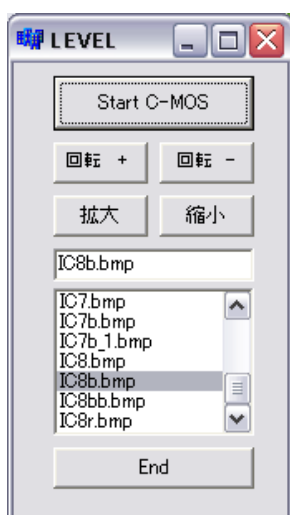 LEVEL
Start C-MOS
回転 + 回転 -
拡大 縮小
IC8b.bmp
IC7.bmp
IC7b.bmp
IC7b_1.bmp
IC8.bmp
IC8b.bmp
IC8bb.bmp
IC8r.bmp
End